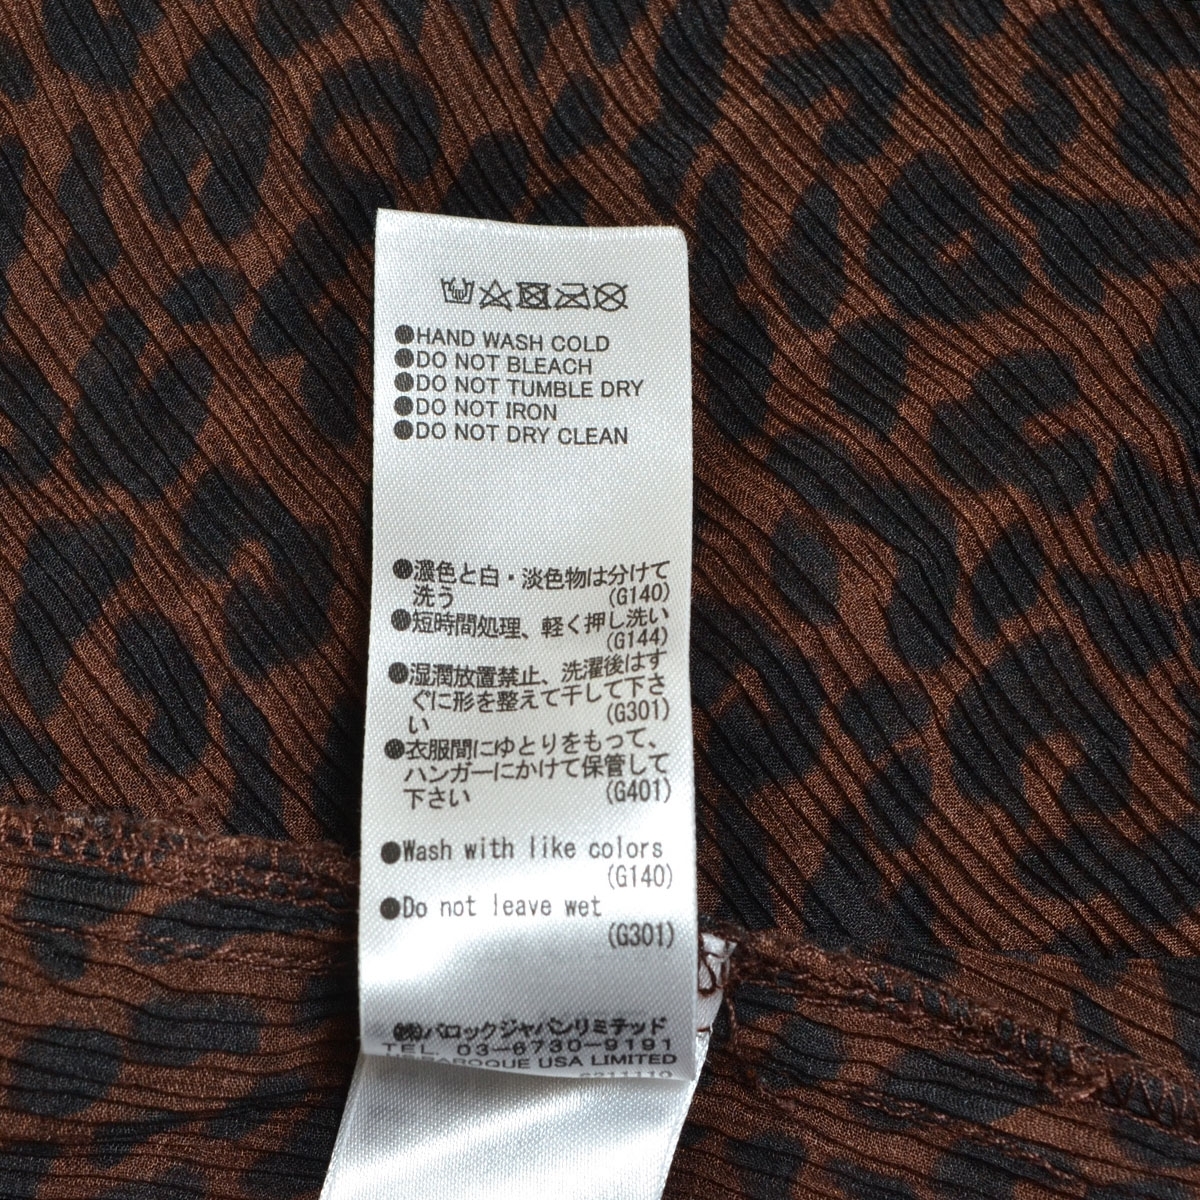 ●HAND WASH COLD
●DO NOT BLEACH
●DO NOT TUMBLE DRY
●DO NOT IRON
●DO NOT DRY CLEAN
●濃色と白・淡色物は分けて
洗う (G140)
●短時間処理、軽く押し洗い
(G144)
●湿潤放置禁止、洗濯後はす
ぐに形を整えて干して下さ
い (G301)
●衣服間にゆとりをもって、
ハンガーにかけて保管して
下さい (G401)
●Wash with like colors
(G140)
●Do not leave wet
(G301)
㈱バロックジャパンリミテッド
TEL. 03-6730-9191
BAROQUE USA LIMITED